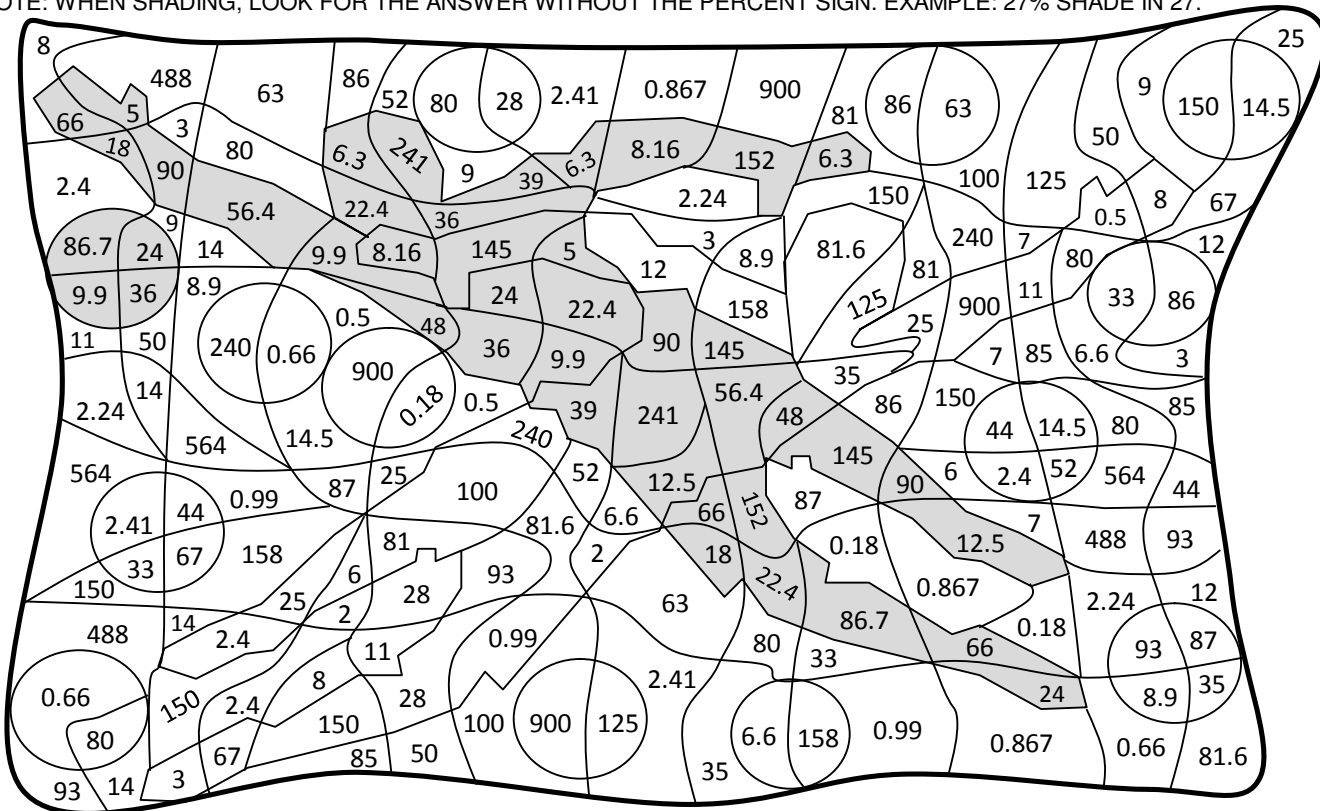 OTE: WHEN SHADING, LOOK FOR THE ANSWER WITHOUT THE PERCENT SIGN. EXAMPLE: 27% SHADE IN 27.
8 488 63 86 52 80 28 2.41 0.867 900 81 86 63 9 150 14.5 25
66 5 3 80 6.3 241 9 39 6.3 8.16 152 6.3 50
18 90 2.4 56.4 22.4 36 2.24 150 100 125 0.5 8 67
86.7 24 9 14 9.9 8.16 145 5 12 3 8.9 81.6 81 240 7 80 12
9.9 36 8.9 0.5 48 24 22.4 158 125 25 900 11 33 86
11 50 240 0.66 900 36 9.9 90 145 35 7 85 6.6 3
2.24 14 0.18 0.5 39 241 56.4 48 86 150 44 14.5 80 85
564 14.5 240 145
564 0.99 87 25 100 52 12.5 152 87 90 6 2.4 52 564 44
2.41 44 81.6 6.6 66 7
33 67 158 81 2 18 0.18 12.5 488 93
150 25 6 2 28 93 63 22.4 0.867 2.24 12
488 14 2.4 11 0.99 80 33 86.7 66 0.18 93 87
0.66 150 2.4 8 28 2.41 24 8.9 35
80 150 100 900 125 6.6 158 0.99 0.867 0.66 81.6
93 14 3 67 85 50 35